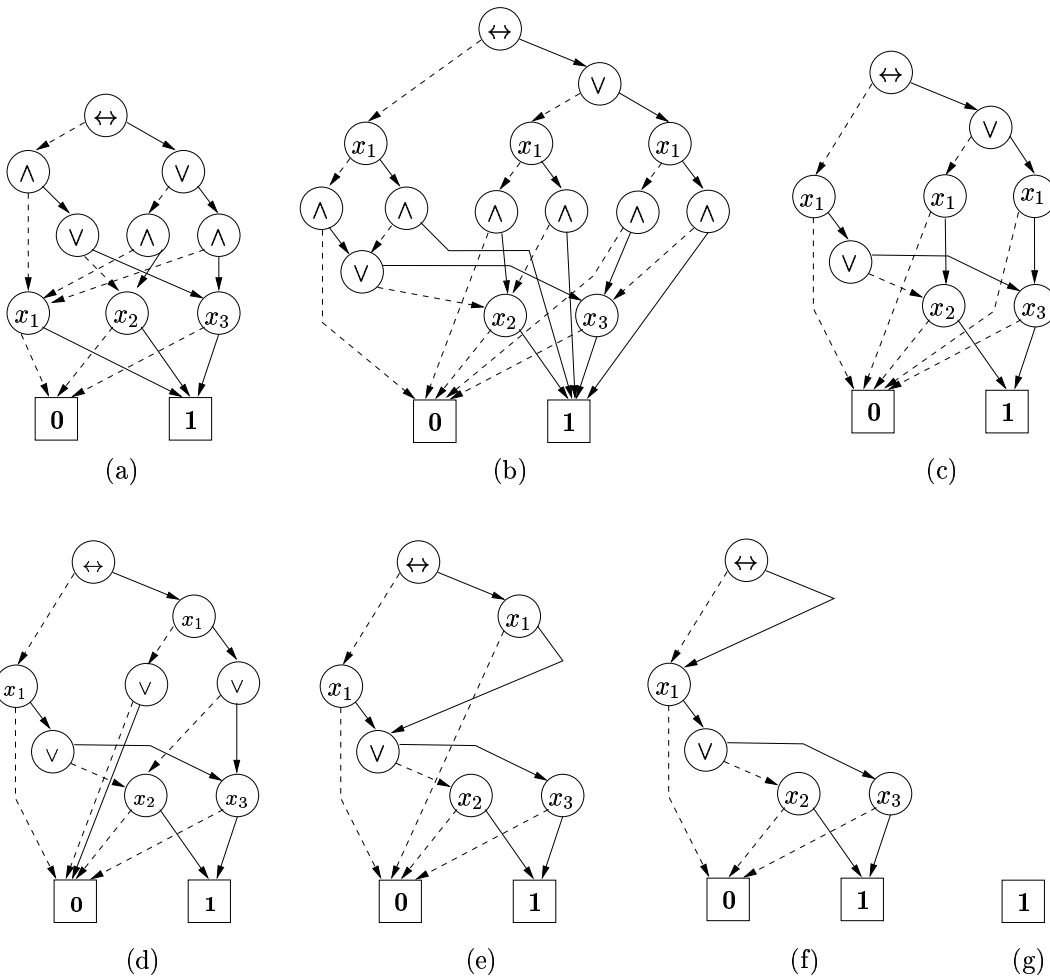 ↔
∧ ∨
∨ ∧ ∧
x₁ x₂ x₃
0 1
(a)
↔
∨
x₁ x₁ x₁
∧ ∧ ∧ ∧ ∧ ∧
∨
x₂ x₃
0 1
(b)
↔
∨
x₁ x₁ x₁
∨
x₂ x₃
0 1
(c)
↔
x₁
x₁ ∨ ∨
∨
x₂ x₃
0 1
(d)
↔
x₁
x₁
∨
x₂ x₃
0 1
(e)
↔
x₁
∨
x₂ x₃
0 1
(f)
1
(g)